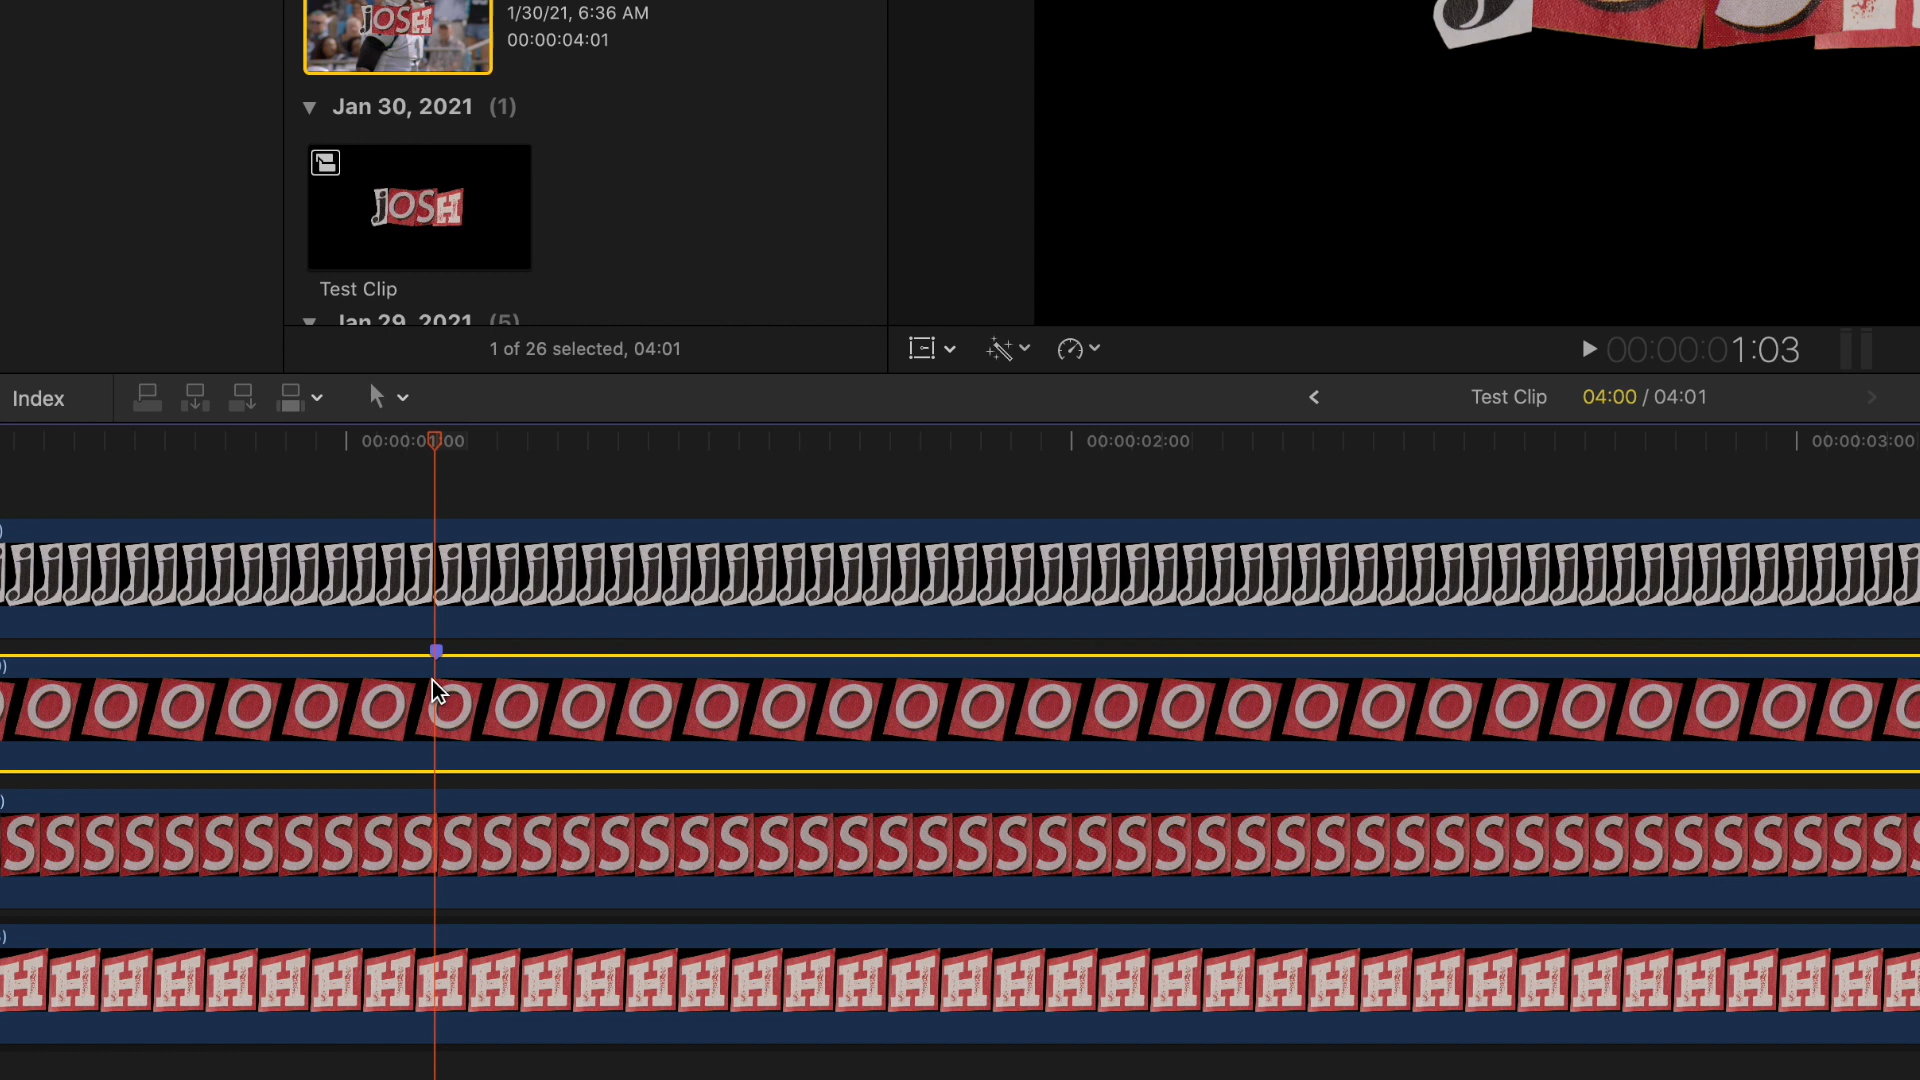 jOSH
1/30/21, 6:36 AM
00:00:04:01
Jan 30, 2021 (1)
jOSH
Test Clip
Jan 29, 2021 (5)
1 of 26 selected, 04:01
00:00:01:03
Index
Test Clip 04:00 / 04:01
00:00:01:00 00:00:02:00 00:00:03:00
j j j j j j j j j j j j j j j j j j j j j j j j j j j j j j j j j j j j j j j j j j j j j j j j j j j j j j j j j j j j j j j j j j j
O O O O O O O O O O O O O O O O O O O O O O O O O O O O
S S S S S S S S S S S S S S S S S S S S S S S S S S S S S S S S S S S S S S S S S S S S S S S S
H H H H H H H H H H H H H H H H H H H H H H H H H H H H H H H H H H H H